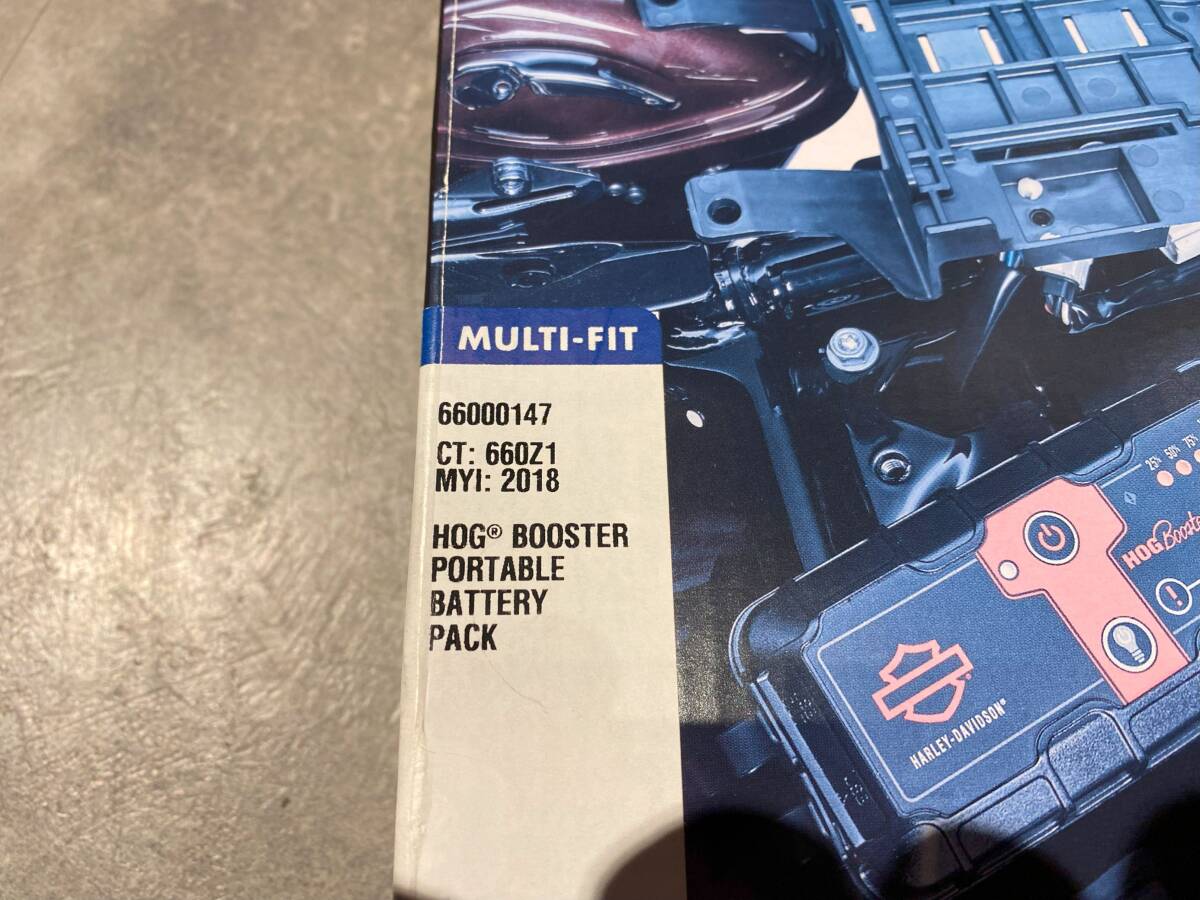 MULTI-FIT
66000147
CT: 660Z1
MYI: 2018
HOG® BOOSTER
PORTABLE
BATTERY
PACK
25% 50% 75%
HOG Booster
HARLEY-DAVIDSON®